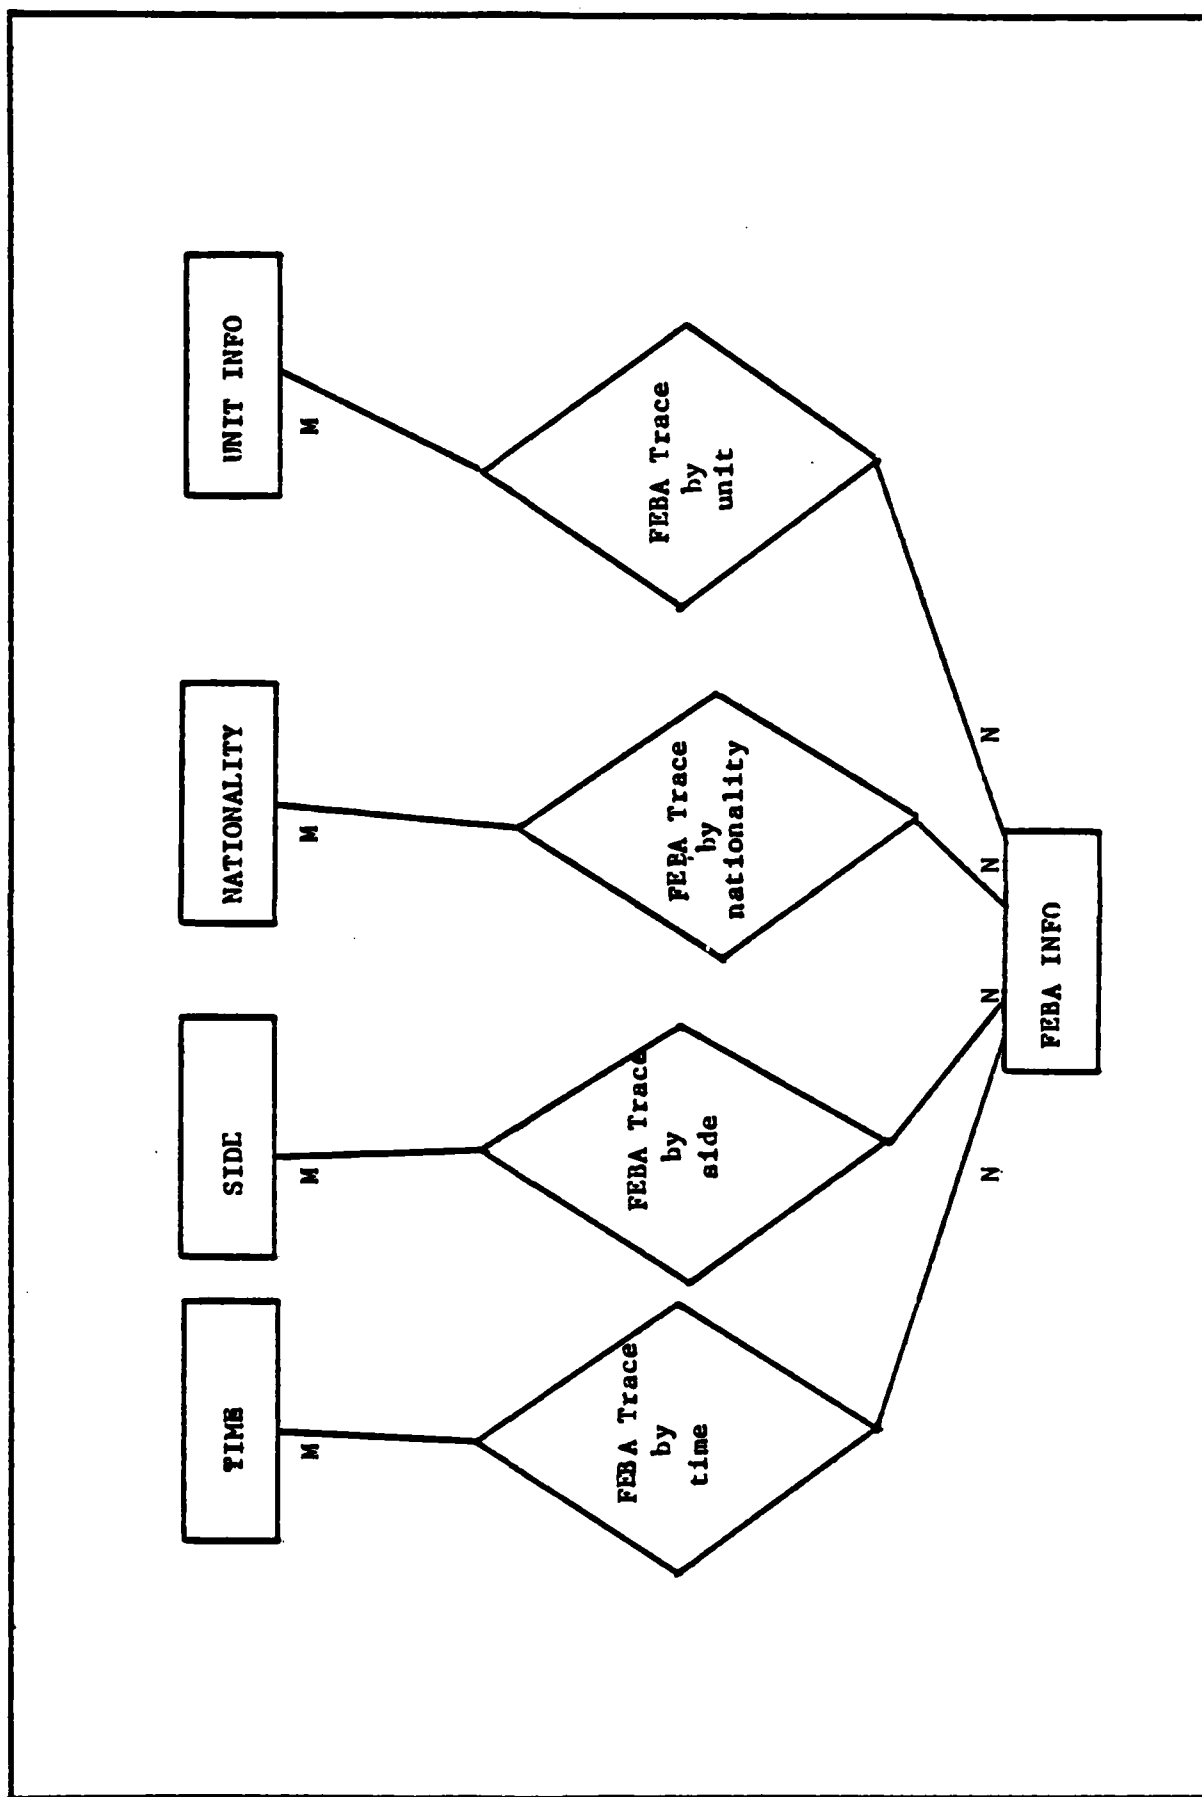 TIME
SIDE
NATIONALITY
UNIT INFO
M
M
M
M
FEBA Trace
by
time
FEBA Trace
by
side
FEBA Trace
by
nationality
FEBA Trace
by
unit
N
N
N
N
FEBA INFO